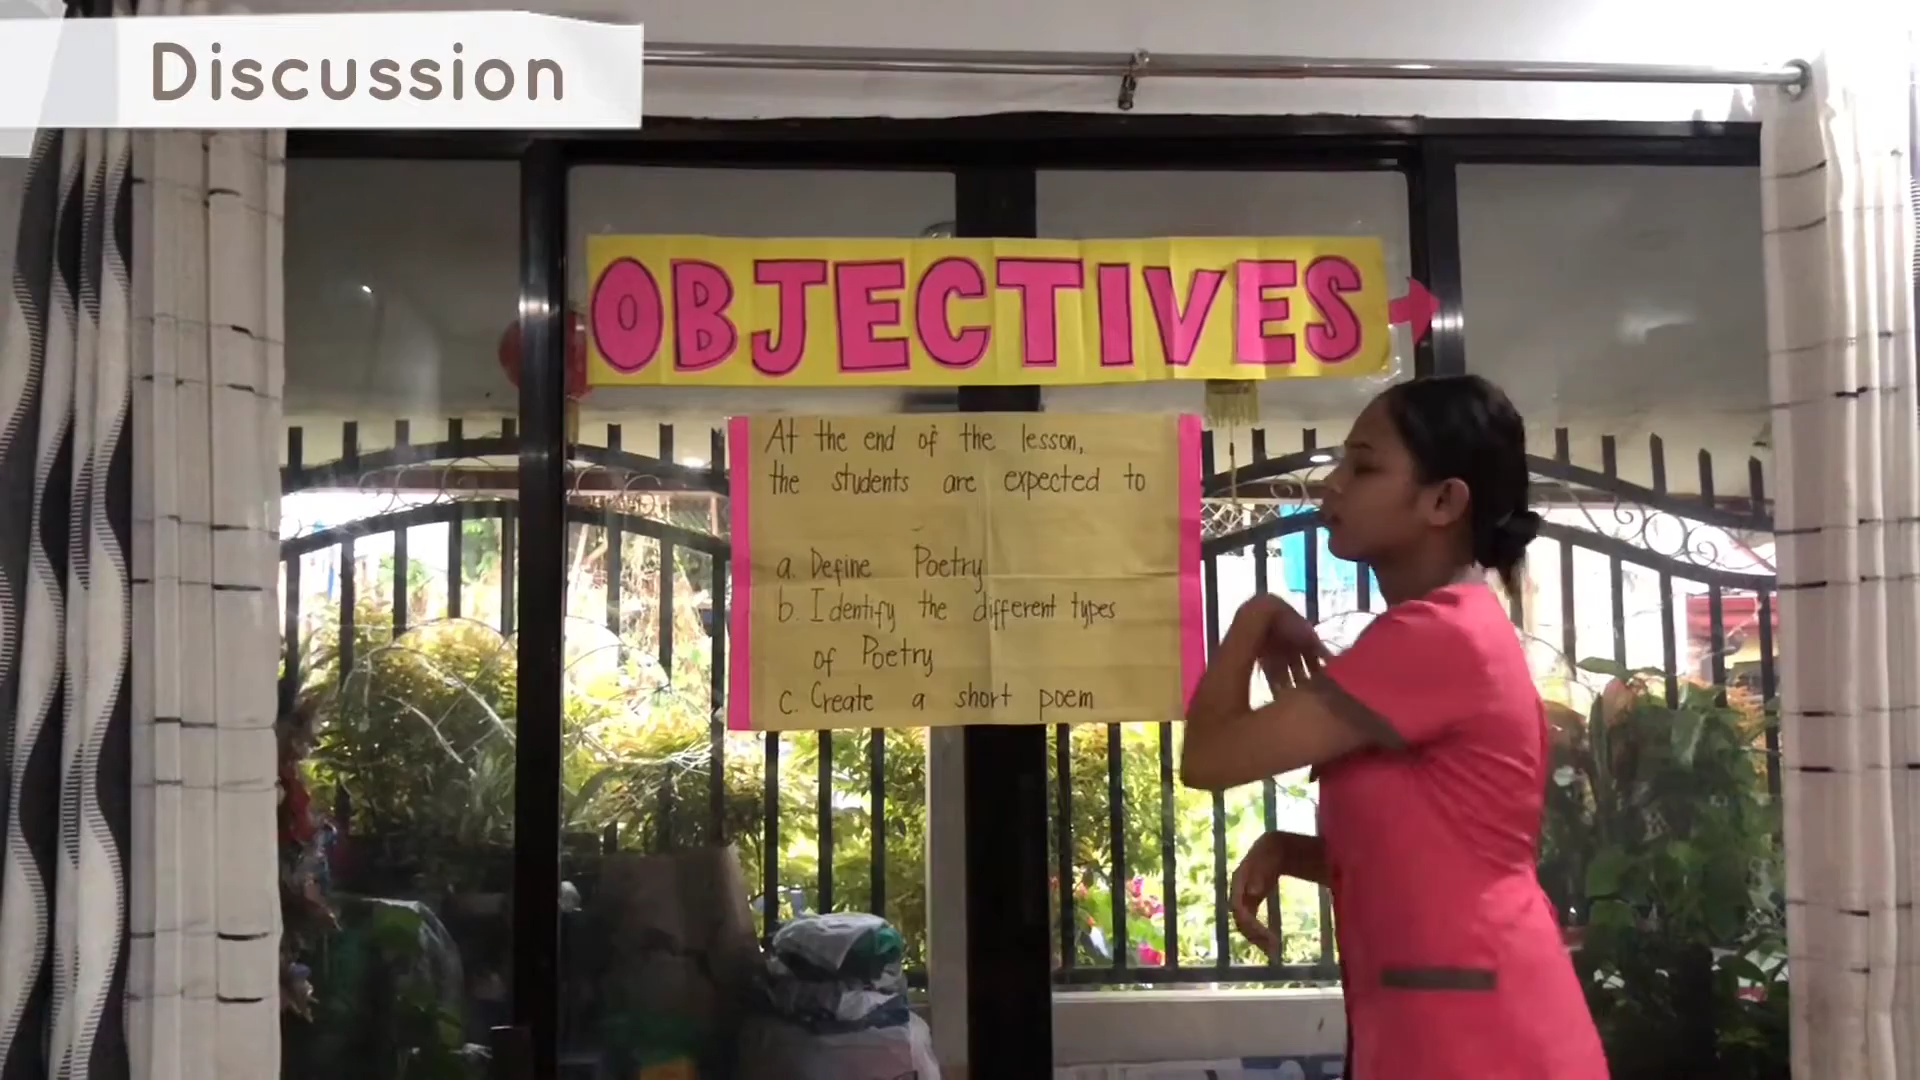 Discussion
OBJECTIVES
At the end of the lesson,
the students are expected to
a. Define Poetry
b. Identify the different types
of Poetry
c. Create a short poem